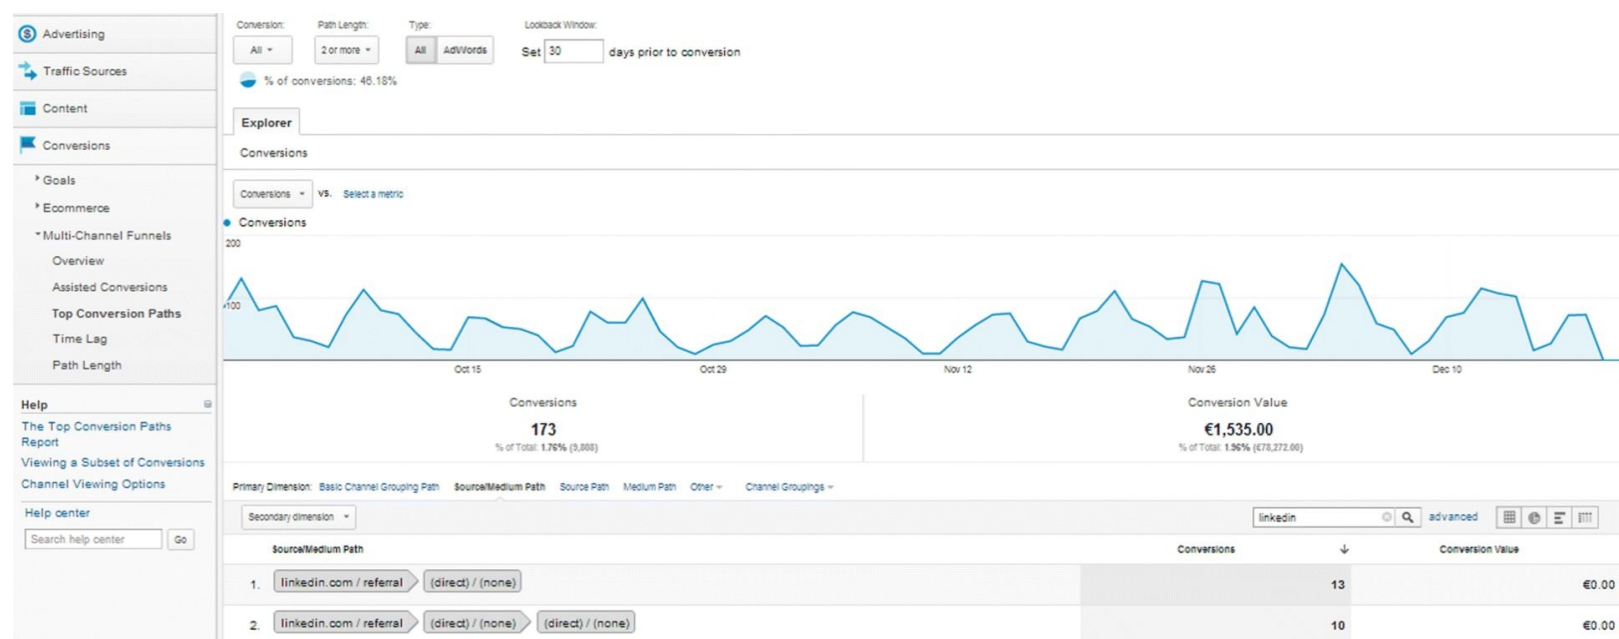 Advertising
Traffic Sources
Content
Conversions
Goals
Ecommerce
Multi-Channel Funnels
Overview
Assisted Conversions
Top Conversion Paths
Time Lag
Path Length
Help
The Top Conversion Paths
Report
Viewing a Subset of Conversions
Channel Viewing Options
Help center
Search help center Go
Conversion: Path Length: Type: Lookback Window:
All 2 or more All AdWords Set 30 days prior to conversion
% of conversions: 46.18%
Explorer
Conversions
Conversions vs. Select a metric
Conversions
200
100
Oct 15 Oct 29 Nov 12 Nov 26 Dec 10
Conversions Conversion Value
173 €1,535.00
% of Total: 1.76% (9,808) % of Total: 1.96% (€78,272.00)
Primary Dimension: Basic Channel Grouping Path Source/Medium Path Source Path Medium Path Other Channel Groupings
Secondary dimension linkedin advanced
Source/Medium Path Conversions Conversion Value
1. linkedin.com / referral (direct) / (none) 13 €0.00
2. linkedin.com / referral (direct) / (none) (direct) / (none) 10 €0.00